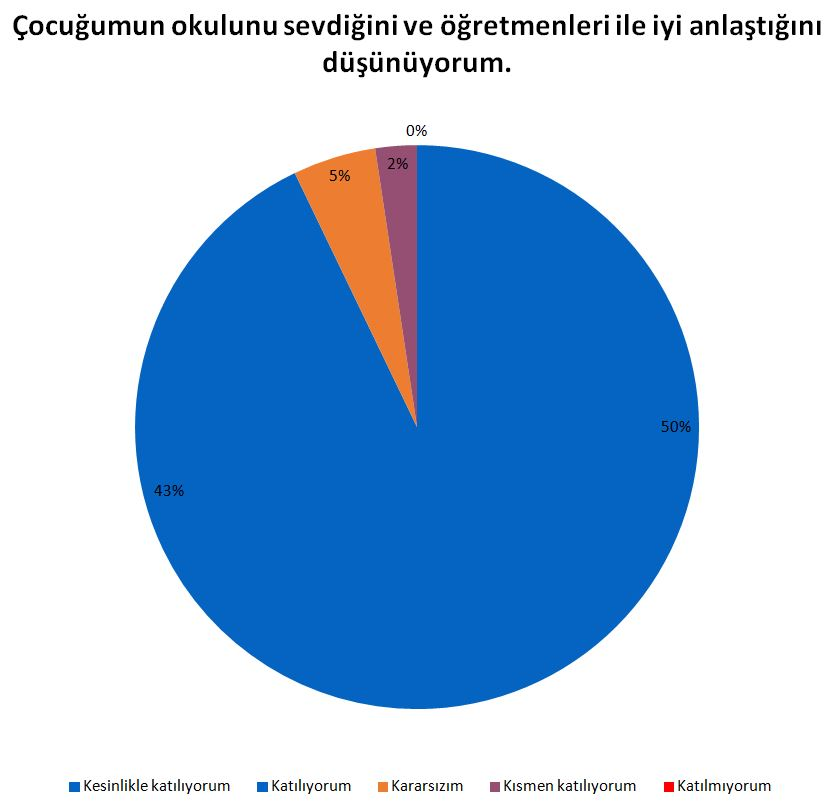 Çocuğumun okulunu sevdiğini ve öğretmenleri ile iyi anlaştığını
düşünüyorum.
0%
5%
2%
50%
43%
Kesinlikle katılıyorum
Katılıyorum
Kararsızım
Kısmen katılıyorum
Katılmıyorum